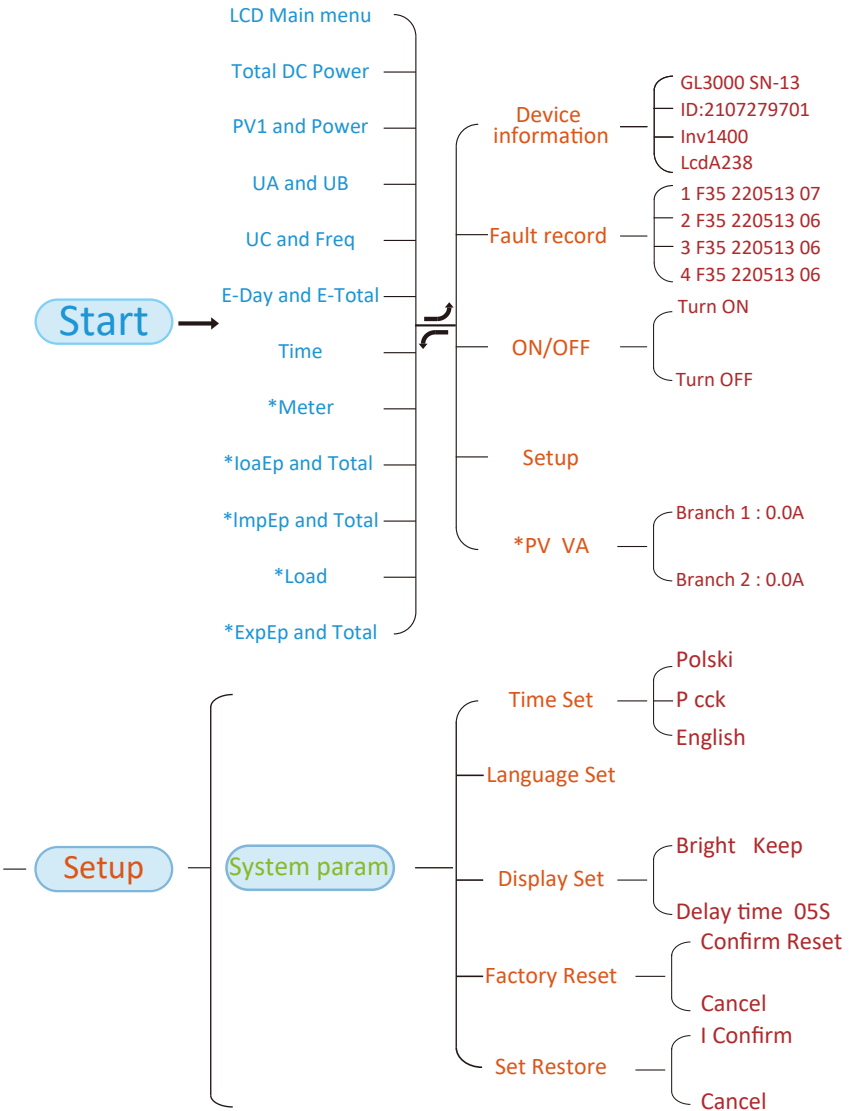 LCD Main menu
Total DC Power
PV1 and Power
UA and UB
UC and Freq
E-Day and E-Total
Start
Time
*Meter
*IoaEp and Total
*ImpEp and Total
*Load
*ExpEp and Total
Device
information
GL3000 SN-13
ID:2107279701
Inv1400
LcdA238
Fault record
1 F35 220513 07
2 F35 220513 06
3 F35 220513 06
4 F35 220513 06
ON/OFF
Turn ON
Turn OFF
Setup
*PV VA
Branch 1 : 0.0A
Branch 2 : 0.0A
Setup
System param
Time Set
Polski
P cck
English
Language Set
Display Set
Bright Keep
Delay time 05S
Factory Reset
Confirm Reset
Cancel
Set Restore
I Confirm
Cancel